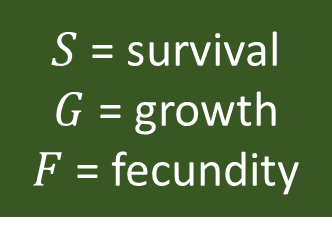 S = survival
G = growth
F = fecundity